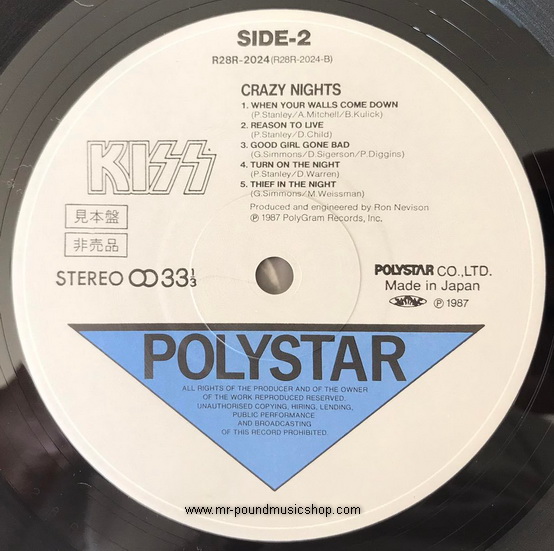 SIDE-2
R28R-2024(R28R-2024-B)
CRAZY NIGHTS
1. WHEN YOUR WALLS COME DOWN
(P.Stanley/A.Mitchell/B.Kulick)
2. REASON TO LIVE
(P.Stanley/D.Child)
3. GOOD GIRL GONE BAD
(G.Simmons/D.Sigerson/P.Diggins)
4. TURN ON THE NIGHT
(P.Stanley/D.Warren)
5. THIEF IN THE NIGHT
(G.Simmons/M.Weissman)
Produced and engineered by Ron Nevison
℗ 1987 PolyGram Records, Inc.
KISS
見本盤
非売品
STEREO 33⅓
POLYSTAR CO.,LTD.
Made in Japan
℗ 1987
POLYSTAR
ALL RIGHTS OF THE PRODUCER AND OF THE OWNER
OF THE WORK REPRODUCED RESERVED.
UNAUTHORISED COPYING, HIRING, LENDING,
PUBLIC PERFORMANCE
AND BROADCASTING
OF THIS RECORD PROHIBITED.
www.mr-poundmusicshop.com